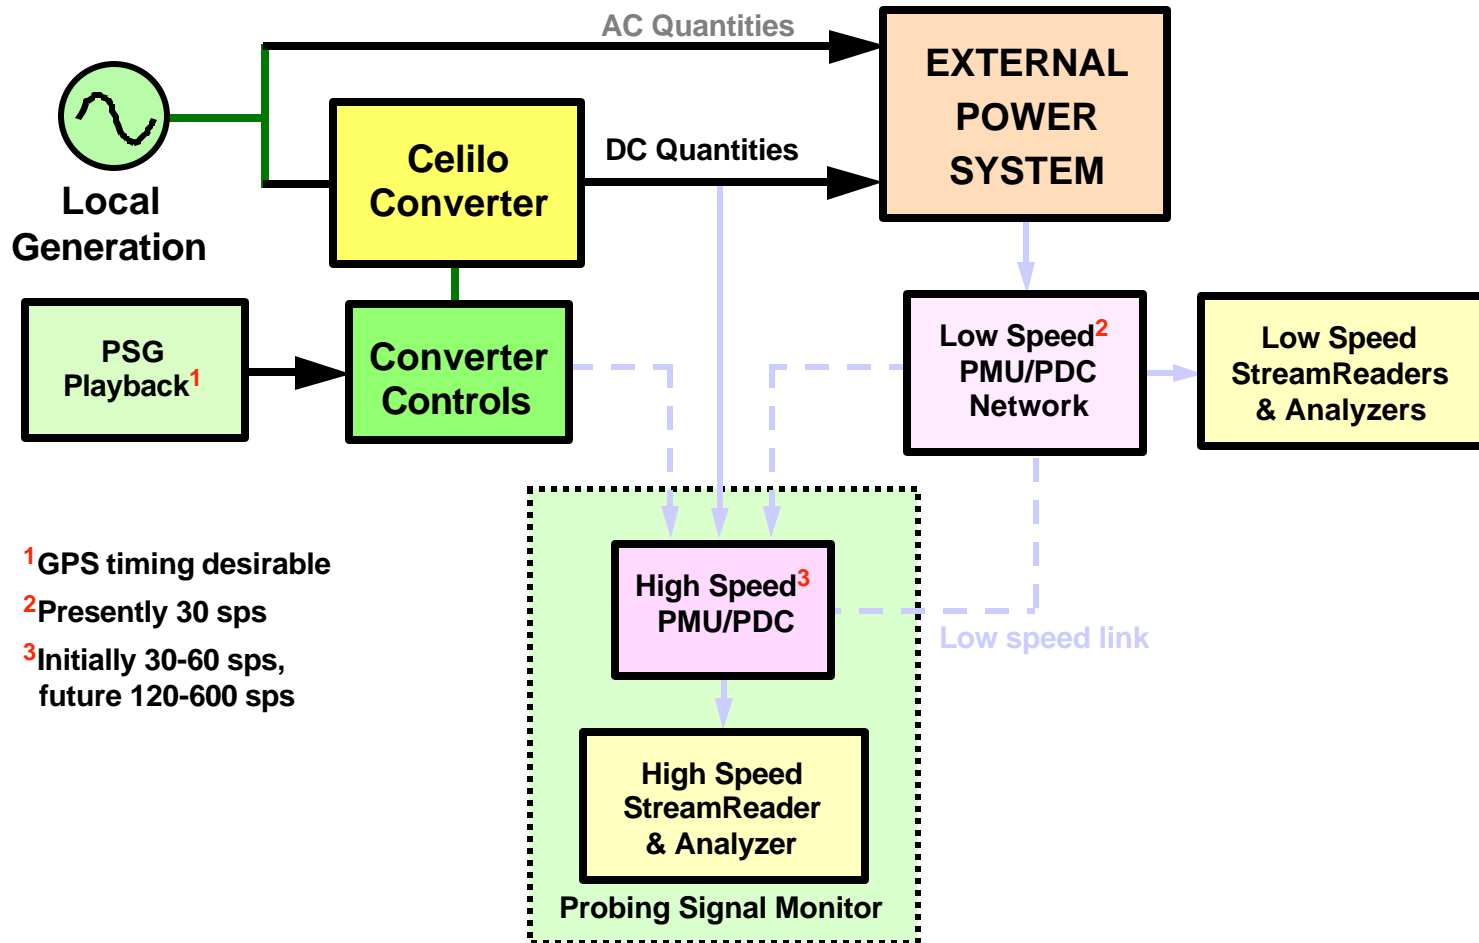 AC Quantities
EXTERNAL
POWER
SYSTEM
Celilo
Converter
DC Quantities
Local
Generation
PSG
Playback1
Converter
Controls
Low Speed2
PMU/PDC
Network
Low Speed
StreamReaders
& Analyzers
1GPS timing desirable
2Presently 30 sps
3Initially 30-60 sps,
future 120-600 sps
High Speed3
PMU/PDC
Low speed link
High Speed
StreamReader
& Analyzer
Probing Signal Monitor